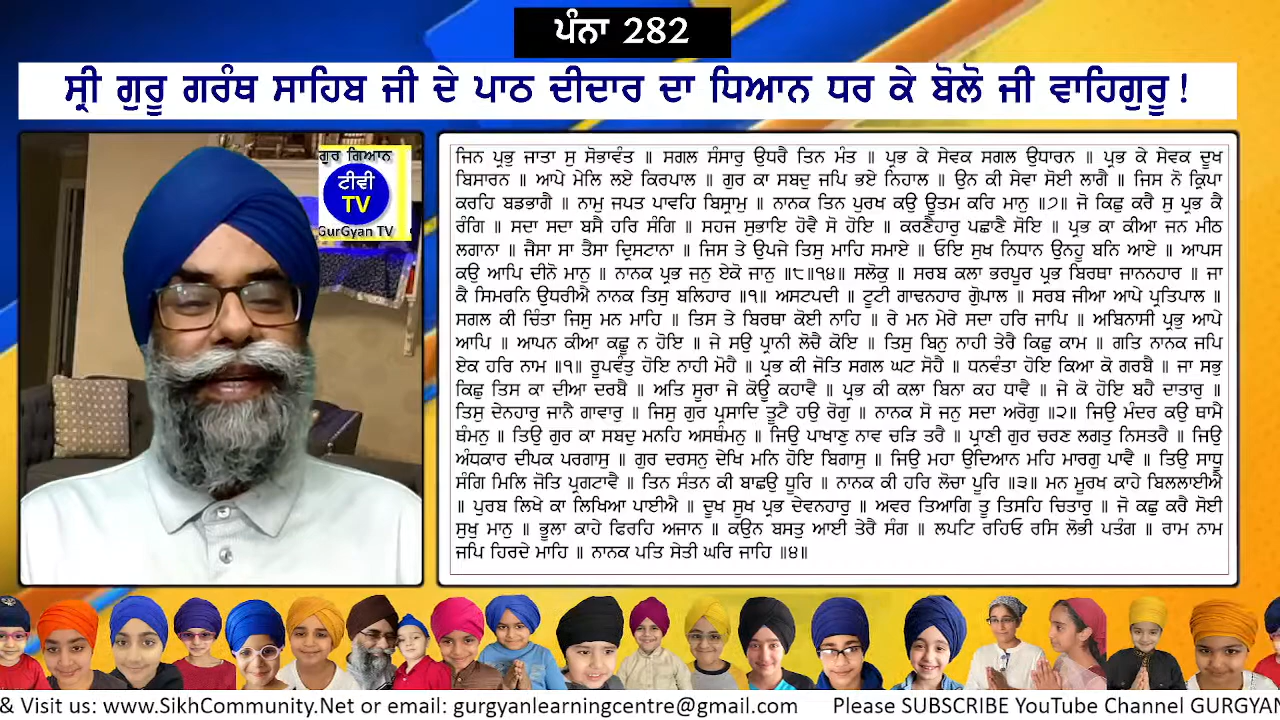 ਪੰਨਾ 282
ਸ੍ਰੀ ਗੁਰੂ ਗਰੰਥ ਸਾਹਿਬ ਜੀ ਦੇ ਪਾਠ ਦੀਦਾਰ ਦਾ ਧਿਆਨ ਧਰ ਕੇ ਬੋਲੋ ਜੀ ਵਾਹਿਗੁਰੂ!
ਗੁਰ ਗਿਆਨ
ਟੀਵੀ
TV
GurGyan TV
ਜਿਨ ਪ੍ਰਭੁ ਜਾਤਾ ਸੁ ਸੋਭਾਵੰਤ ॥ ਸਗਲ ਸੰਸਾਰੁ ਉਧਰੈ ਤਿਨ ਮੰਤ ॥ ਪ੍ਰਭ ਕੇ ਸੇਵਕ ਸਗਲ ਉਧਾਰਨ ॥ ਪ੍ਰਭ ਕੇ ਸੇਵਕ ਦੂਖ
ਬਿਸਾਰਨ ॥ ਆਪੇ ਮੇਲਿ ਲਏ ਕਿਰਪਾਲ ॥ ਗੁਰ ਕਾ ਸਬਦੁ ਜਪਿ ਭਏ ਨਿਹਾਲ ॥ ਉਨ ਕੀ ਸੇਵਾ ਸੋਈ ਲਾਗੈ ॥ ਜਿਸ ਨੋ ਕ੍ਰਿਪਾ
ਕਰਹਿ ਬਡਭਾਗੈ ॥ ਨਾਮੁ ਜਪਤ ਪਾਵਹਿ ਬਿਸ੍ਰਾਮੁ ॥ ਨਾਨਕ ਤਿਨ ਪੁਰਖ ਕਉ ਊਤਮ ਕਰਿ ਮਾਨੁ ॥੭॥ ਜੋ ਕਿਛੁ ਕਰੈ ਸੁ ਪ੍ਰਭ ਕੈ
ਰੰਗਿ ॥ ਸਦਾ ਸਦਾ ਬਸੈ ਹਰਿ ਸੰਗਿ ॥ ਸਹਜ ਸੁਭਾਇ ਹੋਵੈ ਸੋ ਹੋਇ ॥ ਕਰਣੈਹਾਰੁ ਪਛਾਣੈ ਸੋਇ ॥ ਪ੍ਰਭ ਕਾ ਕੀਆ ਜਨ ਮੀਠ
ਲਗਾਨਾ ॥ ਜੈਸਾ ਸਾ ਤੈਸਾ ਦ੍ਰਿਸਟਾਨਾ ॥ ਜਿਸ ਤੇ ਉਪਜੇ ਤਿਸੁ ਮਾਹਿ ਸਮਾਏ ॥ ਓਇ ਸੁਖ ਨਿਧਾਨ ਉਨਹੂ ਬਨਿ ਆਏ ॥ ਆਪਸ
ਕਉ ਆਪਿ ਦੀਨੋ ਮਾਨੁ ॥ ਨਾਨਕ ਪ੍ਰਭ ਜਨੁ ਏਕੋ ਜਾਨੁ ॥੮॥੧੪॥ ਸਲੋਕੁ ॥ ਸਰਬ ਕਲਾ ਭਰਪੂਰ ਪ੍ਰਭ ਬਿਰਥਾ ਜਾਨਨਹਾਰ ॥ ਜਾ
ਕੈ ਸਿਮਰਨਿ ਉਧਰੀਐ ਨਾਨਕ ਤਿਸੁ ਬਲਿਹਾਰ ॥੧॥ ਅਸਟਪਦੀ ॥ ਟੂਟੀ ਗਾਢਨਹਾਰ ਗੋੁਪਾਲ ॥ ਸਰਬ ਜੀਆ ਆਪੇ ਪ੍ਰਤਿਪਾਲ ॥
ਸਗਲ ਕੀ ਚਿੰਤਾ ਜਿਸੁ ਮਨ ਮਾਹਿ ॥ ਤਿਸ ਤੇ ਬਿਰਥਾ ਕੋਈ ਨਾਹਿ ॥ ਰੇ ਮਨ ਮੇਰੇ ਸਦਾ ਹਰਿ ਜਾਪਿ ॥ ਅਬਿਨਾਸੀ ਪ੍ਰਭੁ ਆਪੇ
ਆਪਿ ॥ ਆਪਨ ਕੀਆ ਕਛੂ ਨ ਹੋਇ ॥ ਜੇ ਸਉ ਪ੍ਰਾਨੀ ਲੋਚੈ ਕੋਇ ॥ ਤਿਸੁ ਬਿਨੁ ਨਾਹੀ ਤੇਰੈ ਕਿਛੁ ਕਾਮ ॥ ਗਤਿ ਨਾਨਕ ਜਪਿ
ਏਕ ਹਰਿ ਨਾਮ ॥੧॥ ਰੂਪਵੰਤੁ ਹੋਇ ਨਾਹੀ ਮੋਹੈ ॥ ਪ੍ਰਭ ਕੀ ਜੋਤਿ ਸਗਲ ਘਟ ਸੋਹੈ ॥ ਧਨਵੰਤਾ ਹੋਇ ਕਿਆ ਕੋ ਗਰਬੈ ॥ ਜਾ ਸਭੁ
ਕਿਛੁ ਤਿਸ ਕਾ ਦੀਆ ਦਰਬੈ ॥ ਅਤਿ ਸੂਰਾ ਜੇ ਕੋਊ ਕਹਾਵੈ ॥ ਪ੍ਰਭ ਕੀ ਕਲਾ ਬਿਨਾ ਕਹ ਧਾਵੈ ॥ ਜੇ ਕੋ ਹੋਇ ਬਹੈ ਦਾਤਾਰੁ ॥
ਤਿਸੁ ਦੇਨਹਾਰੁ ਜਾਨੈ ਗਾਵਾਰੁ ॥ ਜਿਸੁ ਗੁਰ ਪ੍ਰਸਾਦਿ ਤੂਟੈ ਹਉ ਰੋਗੁ ॥ ਨਾਨਕ ਸੋ ਜਨੁ ਸਦਾ ਅਰੋਗੁ ॥੨॥ ਜਿਉ ਮੰਦਰ ਕਉ ਥਾਮੈ
ਥੰਮਨੁ ॥ ਤਿਉ ਗੁਰ ਕਾ ਸਬਦੁ ਮਨਹਿ ਅਸਥੰਮਨੁ ॥ ਜਿਉ ਪਾਖਾਣੁ ਨਾਵ ਚੜਿ ਤਰੈ ॥ ਪ੍ਰਾਣੀ ਗੁਰ ਚਰਣ ਲਗਤੁ ਨਿਸਤਰੈ ॥ ਜਿਉ
ਅੰਧਕਾਰ ਦੀਪਕ ਪਰਗਾਸੁ ॥ ਗੁਰ ਦਰਸਨੁ ਦੇਖਿ ਮਨਿ ਹੋਇ ਬਿਗਾਸੁ ॥ ਜਿਉ ਮਹਾ ਉਦਿਆਨ ਮਹਿ ਮਾਰਗੁ ਪਾਵੈ ॥ ਤਿਉ ਸਾਧੂ
ਸੰਗਿ ਮਿਲਿ ਜੋਤਿ ਪ੍ਰਗਟਾਵੈ ॥ ਤਿਨ ਸੰਤਨ ਕੀ ਬਾਛਉ ਧੂਰਿ ॥ ਨਾਨਕ ਕੀ ਹਰਿ ਲੋਚਾ ਪੂਰਿ ॥੩॥ ਮਨ ਮੂਰਖ ਕਾਹੇ ਬਿਲਲਾਈਐ
॥ ਪੁਰਬ ਲਿਖੇ ਕਾ ਲਿਖਿਆ ਪਾਈਐ ॥ ਦੂਖ ਸੂਖ ਪ੍ਰਭ ਦੇਵਨਹਾਰੁ ॥ ਅਵਰ ਤਿਆਗਿ ਤੂ ਤਿਸਹਿ ਚਿਤਾਰੁ ॥ ਜੋ ਕਛੁ ਕਰੈ ਸੋਈ
ਸੁਖੁ ਮਾਨੁ ॥ ਭੂਲਾ ਕਾਹੇ ਫਿਰਹਿ ਅਜਾਨ ॥ ਕਉਨ ਬਸਤੁ ਆਈ ਤੇਰੈ ਸੰਗ ॥ ਲਪਟਿ ਰਹਿਓ ਰਸਿ ਲੋਭੀ ਪਤੰਗ ॥ ਰਾਮ ਨਾਮ
ਜਪਿ ਹਿਰਦੇ ਮਾਹਿ ॥ ਨਾਨਕ ਪਤਿ ਸੇਤੀ ਘਰਿ ਜਾਹਿ ॥੪॥
& Visit us: www.SikhCommunity.Net or email: gurgyanlearningcentre@gmail.com Please SUBSCRIBE YouTube Channel GURGYAN